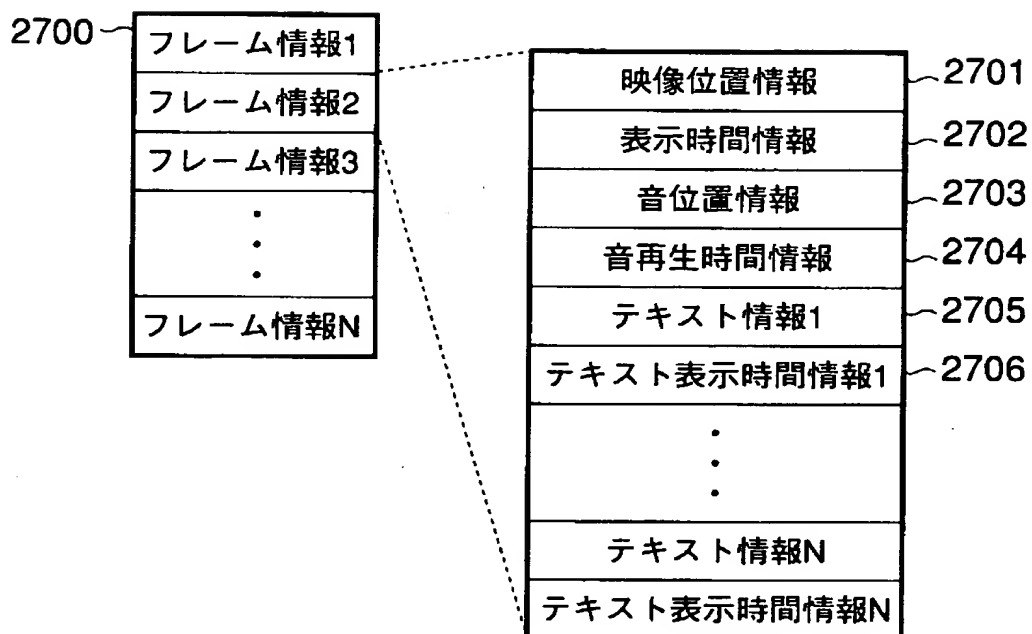 2700
フレーム情報1
フレーム情報2
フレーム情報3
フレーム情報N
映像位置情報 2701
表示時間情報 2702
音位置情報 2703
音再生時間情報 2704
テキスト情報1 2705
テキスト表示時間情報1 2706
テキスト情報N
テキスト表示時間情報N